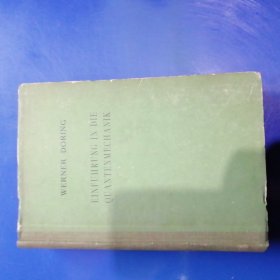 WERNER DÖRING
EINFÜHRUNG IN DIE
QUANTENMECHANIK